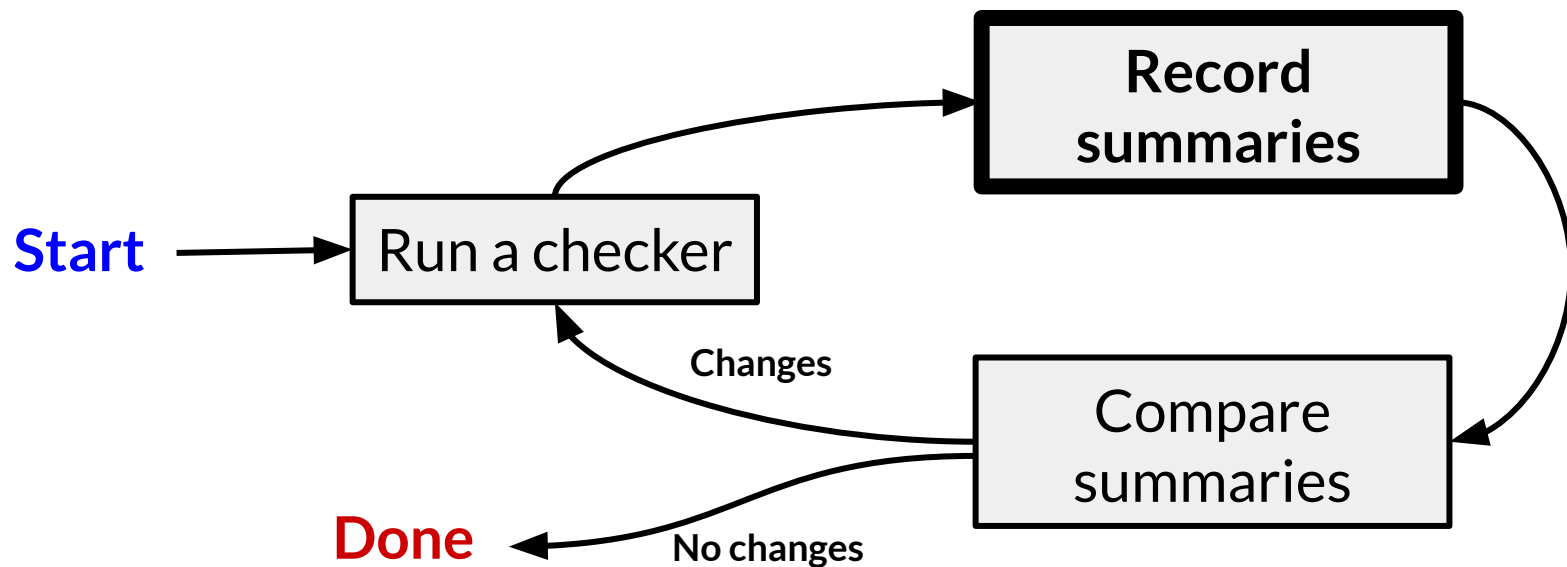 Record
summaries
Start
Run a checker
Changes
Compare
summaries
Done
No changes